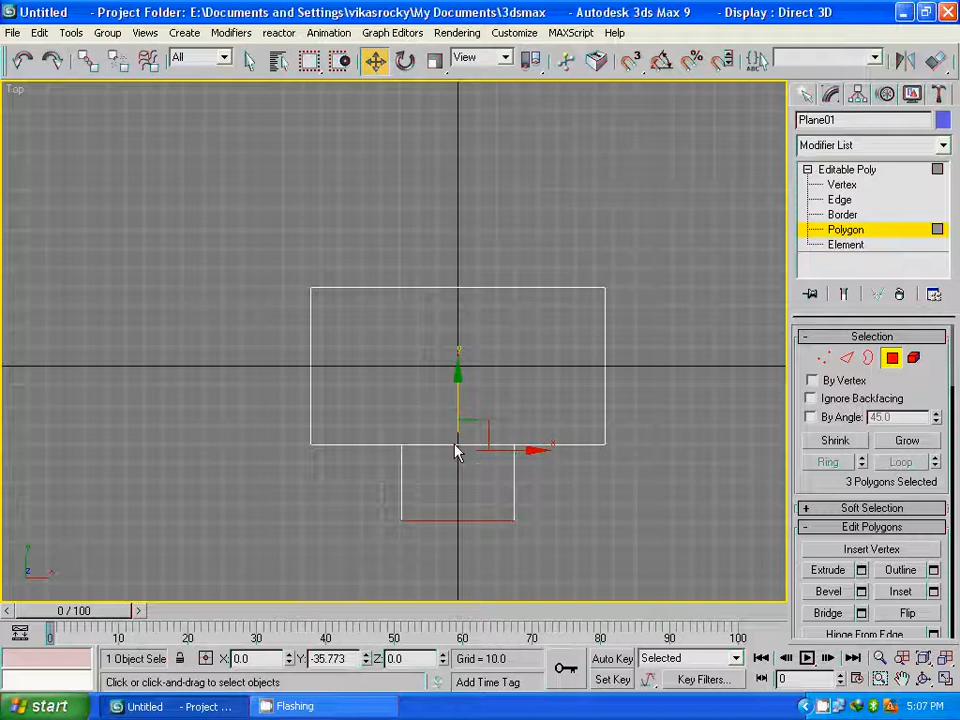 Untitled - Project Folder: E:\Documents and Settings\vikasrocky\My Documents\3dsmax - Autodesk 3ds Max 9 - Display : Direct 3D
File Edit Tools Group Views Create Modifiers reactor Animation Graph Editors Rendering Customize MAXScript Help
All View
Top
Plane01
Modifier List
Editable Poly
Vertex
Edge
Border
Polygon
Element
Selection
By Vertex
Ignore Backfacing
By Angle: 45.0
Shrink Grow
Ring Loop
3 Polygons Selected
Soft Selection
Edit Polygons
Insert Vertex
Extrude Outline
Bevel Inset
Bridge Flip
Hinge From Edge
0 / 100
0 10 20 30 40 50 60 70 80 90 100
1 Object Sele X: 0.0 Y: -35.773 Z: 0.0 Grid = 10.0 Auto Key Selected
Click or click-and-drag to select objects Add Time Tag Set Key Key Filters... 0
start Untitled - Project ... Flashing 5:07 PM